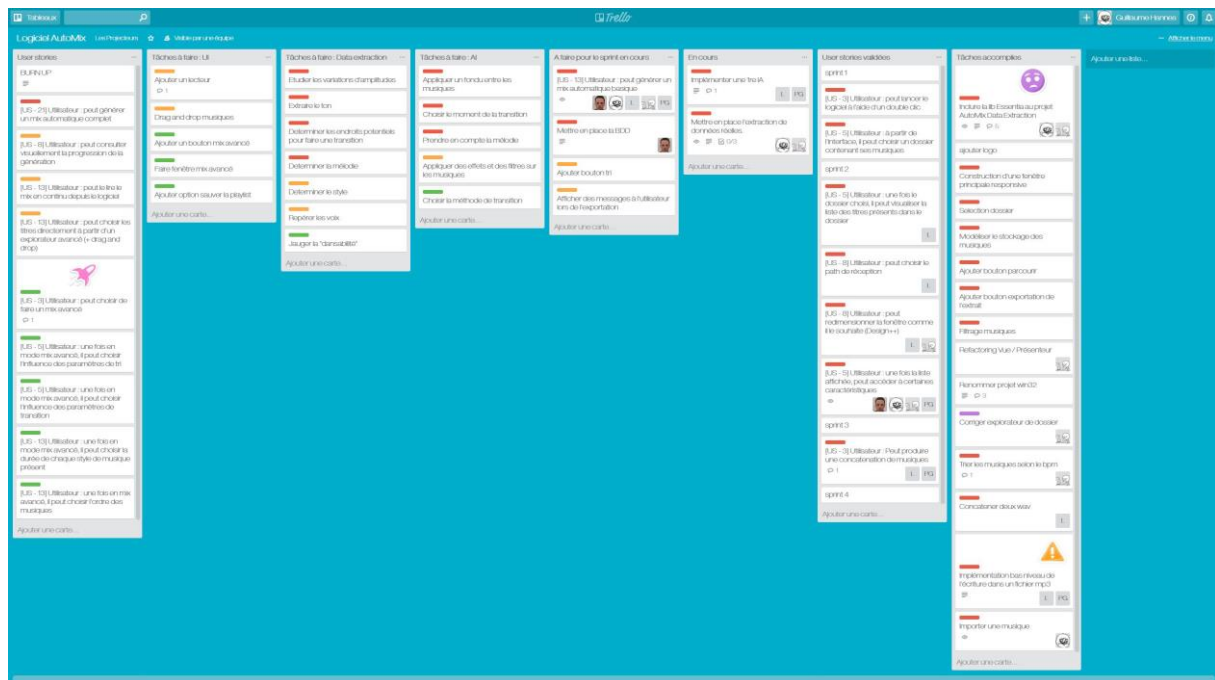 Tableaux
Trello
Guillaume Hannes
Logiciel AutoMix
Les Projecteurs
Visible par une équipe
Afficher le menu
User stories
BURN UP
[US - 21] Utilisateur : peut générer
un mix automatique complet
[US - 8] Utilisateur : peut consulter
visuellement la progression de la
génération
[US - 13] Utilisateur : peut le lire le
mix en continu depuis le logiciel
[US - 13] Utilisateur : peut choisir les
titres directement à partir d'un
explorateur avancé (+ drag and
drop)
[US - 3] Utilisateur : peut choisir de
faire un mix avancé
1
[US - 5] Utilisateur : une fois en
mode mix avancé, il peut choisir
l'influence des paramètres de tri
[US - 5] Utilisateur : une fois en
mode mix avancé, il peut choisir
l'influence des paramètres de
transition
[US - 13] Utilisateur : une fois en
mode mix avancé, il peut choisir la
durée de chaque style de musique
présent
[US - 13] Utilisateur : une fois en mix
avancé, il peut choisir l'ordre des
musiques
Ajouter une carte...
Tâches à faire : UI
Ajouter un lecteur
1
Drag and drop musiques
Ajouter un bouton mix avancé
Faire fenêtre mix avancé
Ajouter option sauver la playlist
Ajouter une carte...
Tâches à faire : Data extraction
Etudier les variations d'amplitudes
Extraire le ton
Determiner les endroits potentiels
pour faire une transition
Determiner la mélodie
Determiner le style
Repérer les voix
Jauger la "dansabilité"
Ajouter une carte...
Tâches à faire : AI
Appliquer un fondu entre les
musiques
Choisir le moment de la transition
Prendre en compte la mélodie
Appliquer des effets et des filtres sur
les musiques
Choisir la méthode de transition
Ajouter une carte...
A faire pour le sprint en cours
[US - 13] Utilisateur : peut générer un
mix automatique basique
PG
Mettre en place la BDD
Ajouter bouton tri
Afficher des messages à l'utilisateur
lors de l'exportation
Ajouter une carte...
En cours
Implémenter une 1re IA
1
PG
Mettre en place l'extraction de
données réelles.
0/3
Ajouter une carte...
User stories validées
sprint 1
[US - 3] Utilisateur : peut lancer le
logiciel à l'aide d'un double clic
[US - 5] Utilisateur : à partir de
l'interface, il peut choisir un dossier
contenant ses musiques
sprint 2
[US - 5] Utilisateur : une fois le
dossier choisi, il peut visualiser la
liste des titres présents dans le
dossier
[US - 8] Utilisateur : peut choisir le
path de réception
[US - 8] Utilisateur : peut
redimensionner la fenêtre comme
il le souhaite (Design++)
[US - 5] Utilisateur : une fois la liste
affichée, peut accéder à certaines
caractéristiques
PG
sprint 3
[US - 3] Utilisateur : Peut produire
une concatenation de musiques
1
PG
sprint 4
Ajouter une carte...
Tâches accomplies
Inclure la lib Essentia au projet
AutoMix Data Extraction
5
ajouter logo
Construction d'une fenêtre
principale responsive
Selection dossier
Modéliser le stockage des
musiques
Ajouter bouton parcourir
Ajouter bouton exportation de
l'extrait
Filtrage musiques
Refactoring Vue / Présenteur
Renommer projet win32
3
Corriger explorateur de dossier
Trier les musiques selon le bpm
1
Concatener deux wav
Implémentation bas niveau de
l'écriture dans un fichier mp3
PG
Importer une musique
Ajouter une carte...
Ajouter une liste...